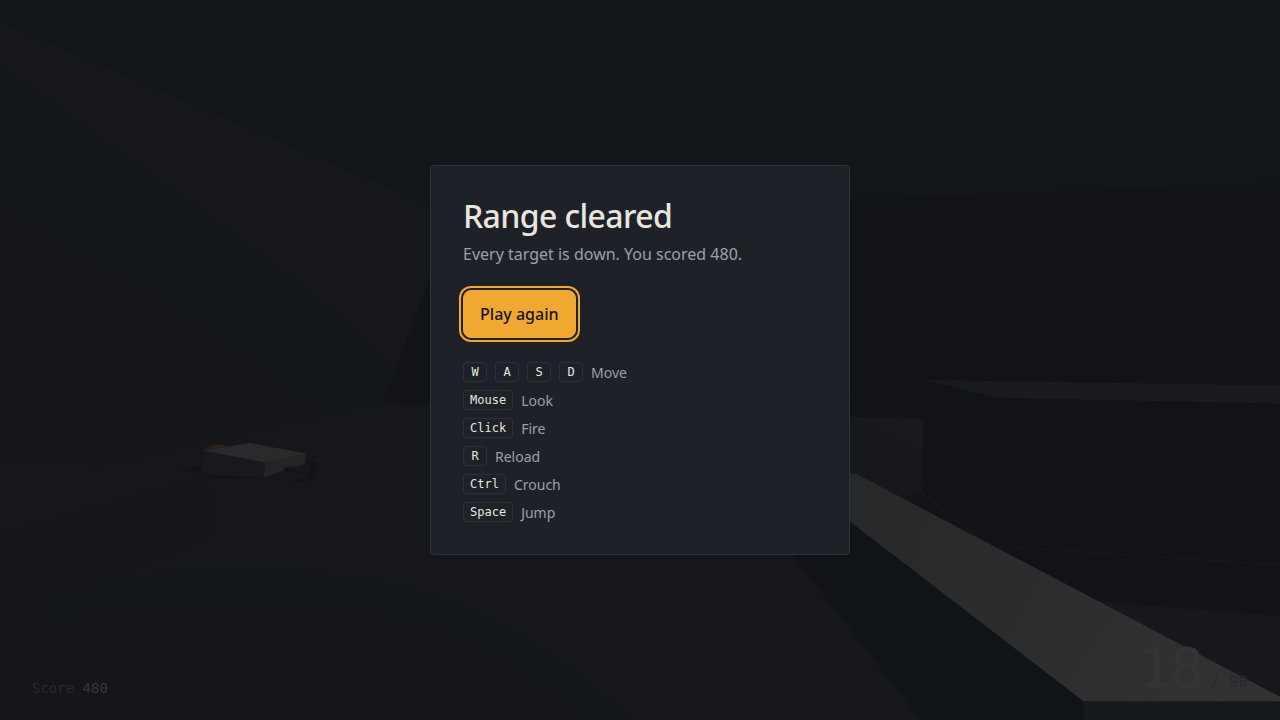 Range cleared
Every target is down. You scored 480.
Play again
W A S D Move
Mouse Look
Click Fire
R Reload
Ctrl Crouch
Space Jump
Score 480
18 / 90